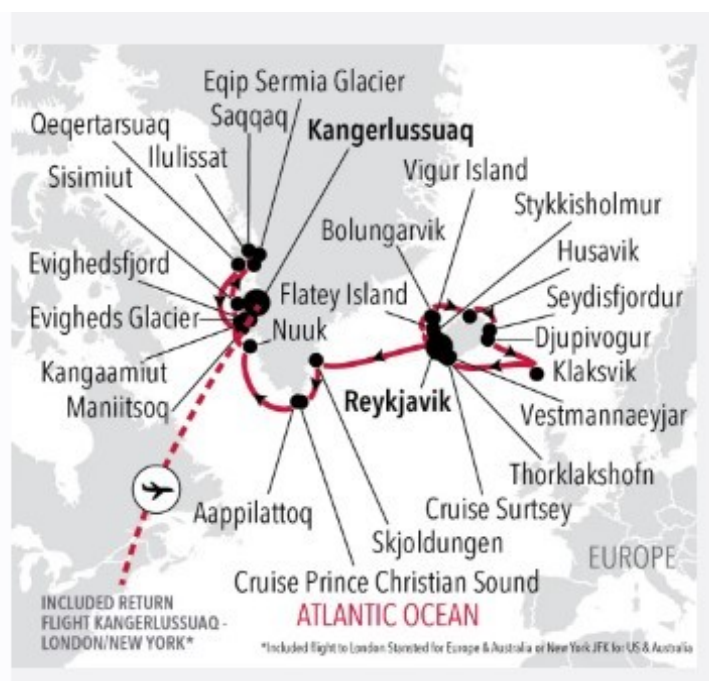 Eqip Sermia Glacier
Saqqaq
Qeqertarsuaq
Kangerlussuaq
Ilulissat
Vigur Island
Sisimiut
Stykkisholmur
Bolungarvik
Husavik
Evighedsfjord
Flatey Island
Seydisfjordur
Evigheds Glacier
Nuuk
Djupivogur
Kangaamiut
Klaksvik
Maniitsoq
Reykjavik
Vestmannaeyjar
Thorklakshofn
Aappilattoq
Cruise Surtsey
Skjoldungen
EUROPE
Cruise Prince Christian Sound
INCLUDED RETURN
FLIGHT KANGERLUSSUAQ -
LONDON/NEW YORK*
ATLANTIC OCEAN
*Included flight to London Stansted for Europe & Australia or New York JFK for US & Australia